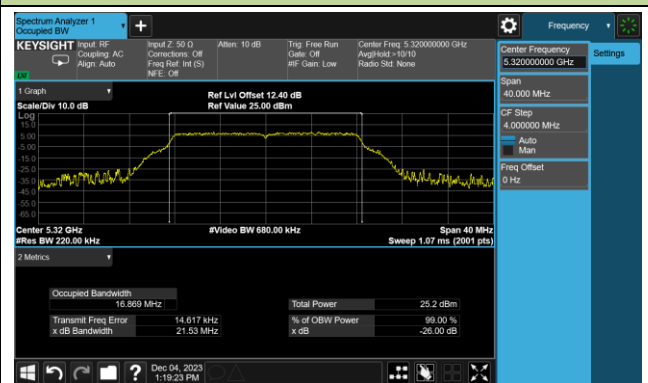 Spectrum Analyzer 1
Occupied BW
Frequency
KEYSIGHT
Input: RF
Coupling: AC
Align: Auto
Input Z: 50 Ω
Corrections: Off
Freq Ref: Int (S)
NFE: Off
Atten: 10 dB
Trig: Free Run
Gate: Off
#IF Gain: Low
Center Freq: 5.320000000 GHz
Avg|Hold:>10/10
Radio Std: None
Center Frequency
5.320000000 GHz
Settings
Span
40.000 MHz
CF Step
4.000000 MHz
Auto
Man
Freq Offset
0 Hz
1 Graph
Scale/Div 10.0 dB
Ref Lvl Offset 12.40 dB
Ref Value 25.00 dBm
Log
15.0
5.00
-5.00
-15.0
-25.0
-35.0
-45.0
-55.0
-65.0
Center 5.32 GHz
#Video BW 680.00 kHz
Span 40 MHz
#Res BW 220.00 kHz
Sweep 1.07 ms (2001 pts)
2 Metrics
Occupied Bandwidth
16.869 MHz
Total Power
25.2 dBm
Transmit Freq Error
14.617 kHz
% of OBW Power
99.00 %
x dB Bandwidth
21.53 MHz
x dB
-26.00 dB
?
Dec 04, 2023
1:19:23 PM